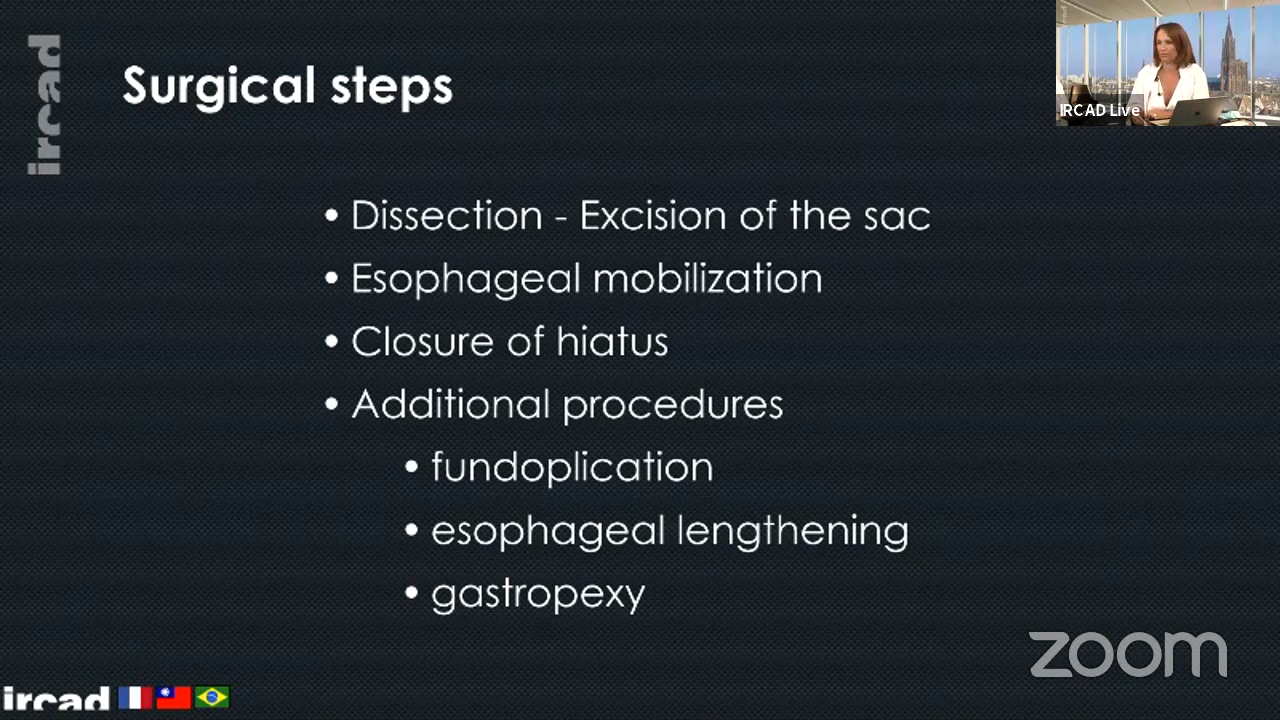 ircad
Surgical steps
IRCAD Live
• Dissection - Excision of the sac
• Esophageal mobilization
• Closure of hiatus
• Additional procedures
• fundoplication
• esophageal lengthening
• gastropexy
zoom
ircad